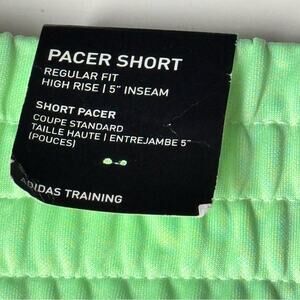 PACER SHORT
REGULAR FIT
HIGH RISE | 5" INSEAM
SHORT PACER
COUPE STANDARD
TAILLE HAUTE | ENTREJAMBE 5"
(POUCES)
ADIDAS TRAINING